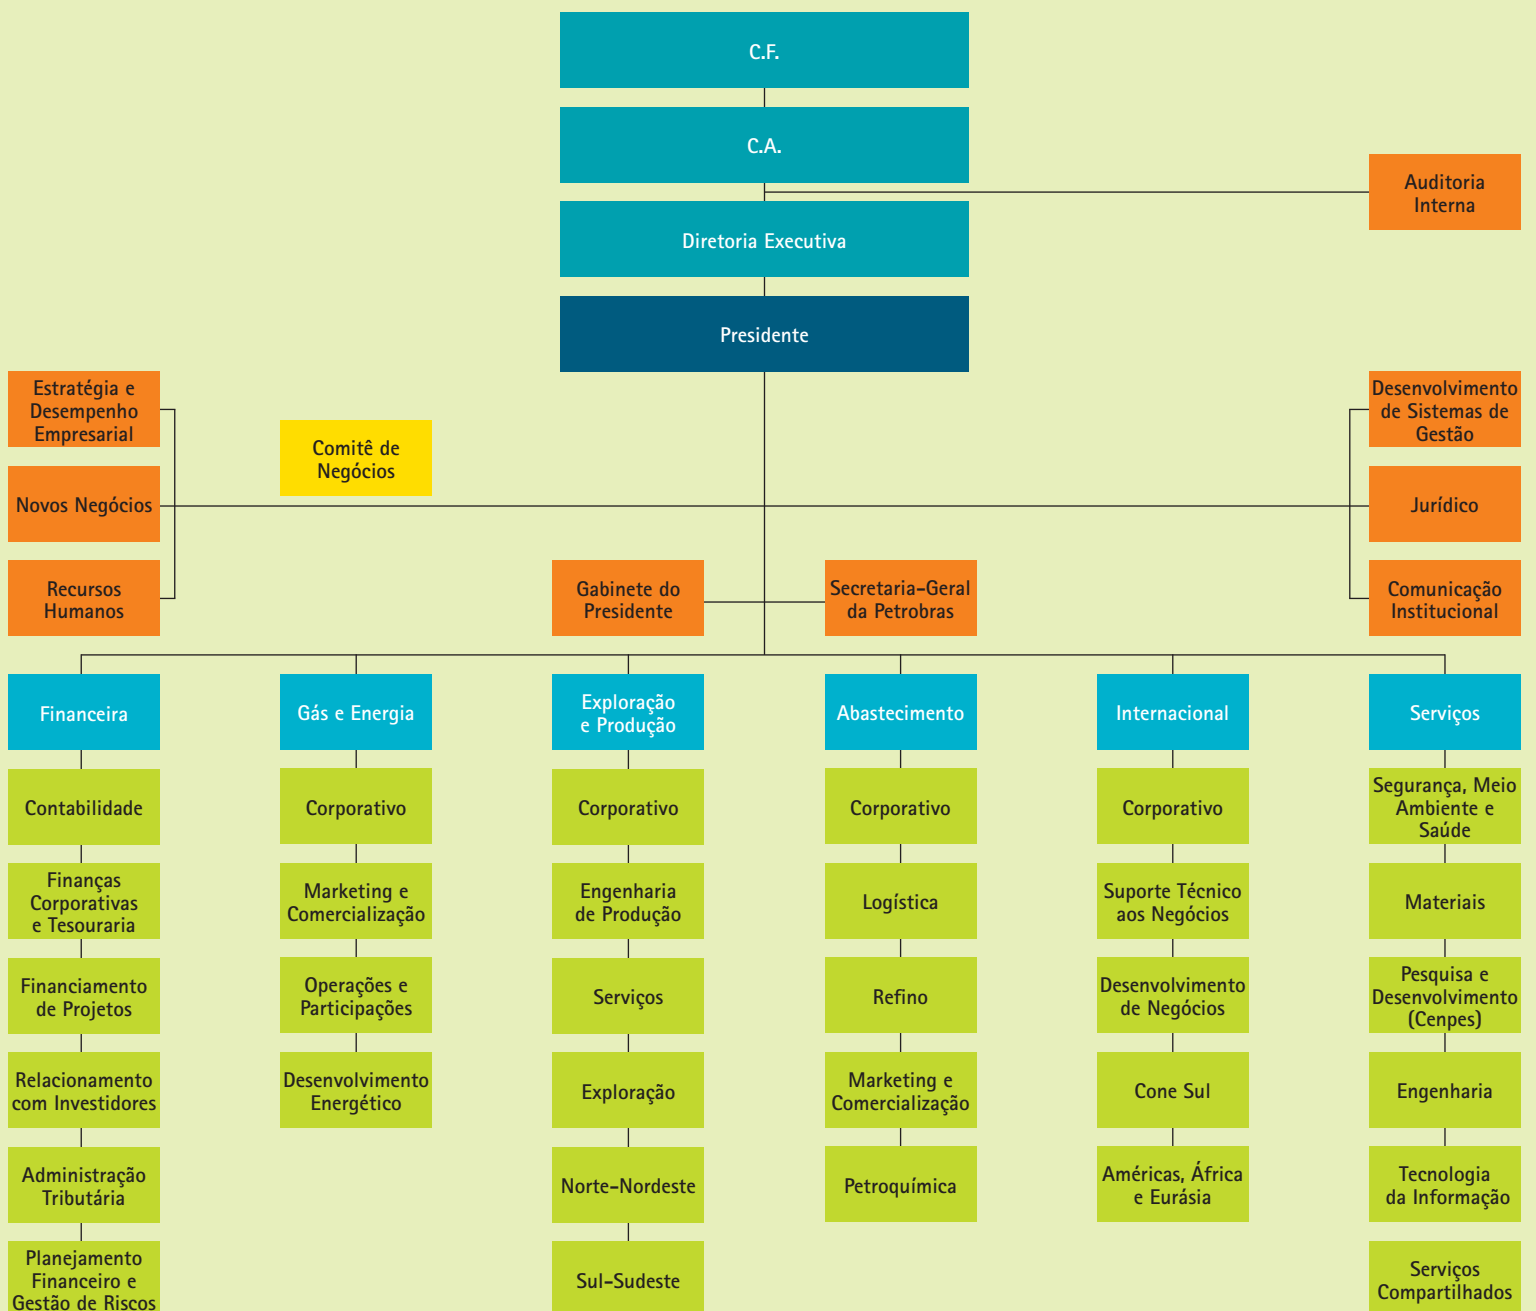 C.F.
C.A.
Auditoria
Interna
Diretoria Executiva
Presidente
Estratégia e
Desempenho
Empresarial
Comitê de
Negócios
Desenvolvimento
de Sistemas de
Gestão
Novos Negócios
Jurídico
Recursos
Humanos
Gabinete do
Presidente
Secretaria-Geral
da Petrobras
Comunicação
Institucional
Financeira
Gás e Energia
Exploração
e Produção
Abastecimento
Internacional
Serviços
Contabilidade
Corporativo
Corporativo
Corporativo
Corporativo
Segurança, Meio
Ambiente e
Saúde
Finanças
Corporativas
e Tesouraria
Marketing e
Comercialização
Engenharia
de Produção
Logística
Suporte Técnico
aos Negócios
Materiais
Financiamento
de Projetos
Operações e
Participações
Serviços
Refino
Desenvolvimento
de Negócios
Pesquisa e
Desenvolvimento
(Cenpes)
Relacionamento
com Investidores
Desenvolvimento
Energético
Exploração
Marketing e
Comercialização
Cone Sul
Engenharia
Administração
Tributária
Norte-Nordeste
Petroquímica
Américas, África
e Eurásia
Tecnologia
da Informação
Planejamento
Financeiro e
Gestão de Riscos
Sul-Sudeste
Serviços
Compartilhados